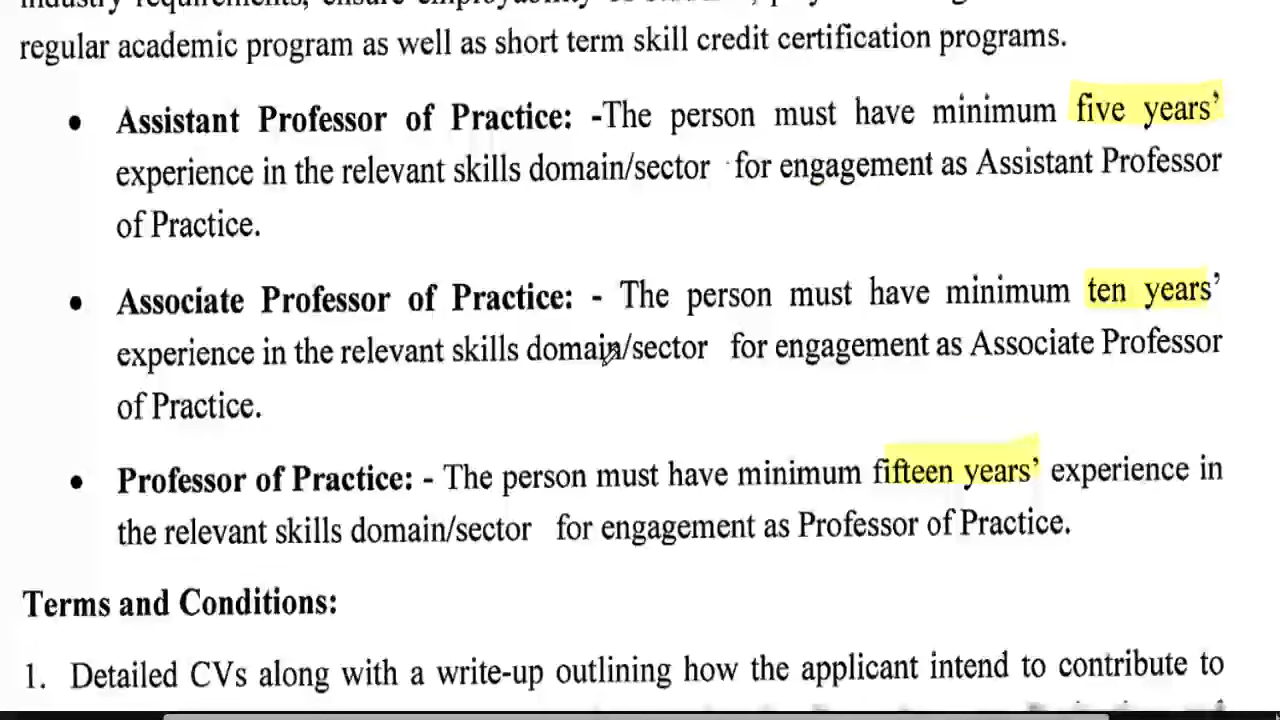 regular academic program as well as short term skill credit certification programs.
• Assistant Professor of Practice: -The person must have minimum five years’
experience in the relevant skills domain/sector for engagement as Assistant Professor
of Practice.
• Associate Professor of Practice: - The person must have minimum ten years’
experience in the relevant skills domain/sector for engagement as Associate Professor
of Practice.
• Professor of Practice: - The person must have minimum fifteen years’ experience in
the relevant skills domain/sector for engagement as Professor of Practice.
Terms and Conditions:
1. Detailed CVs along with a write-up outlining how the applicant intend to contribute to